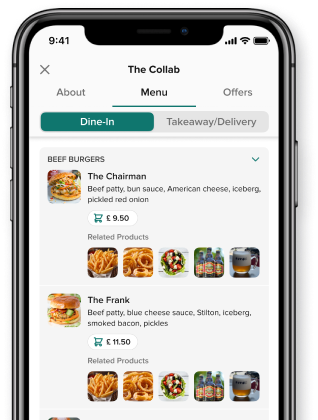 9:41
The Collab
About Menu Offers
Dine-In Takeaway/Delivery
BEEF BURGERS
The Chairman
Beef patty, bun sauce, American cheese, iceberg,
pickled red onion
£ 9.50
Related Products
The Frank
Beef patty, blue cheese sauce, Stilton, iceberg,
smoked bacon, pickles
£ 11.50
Related Products